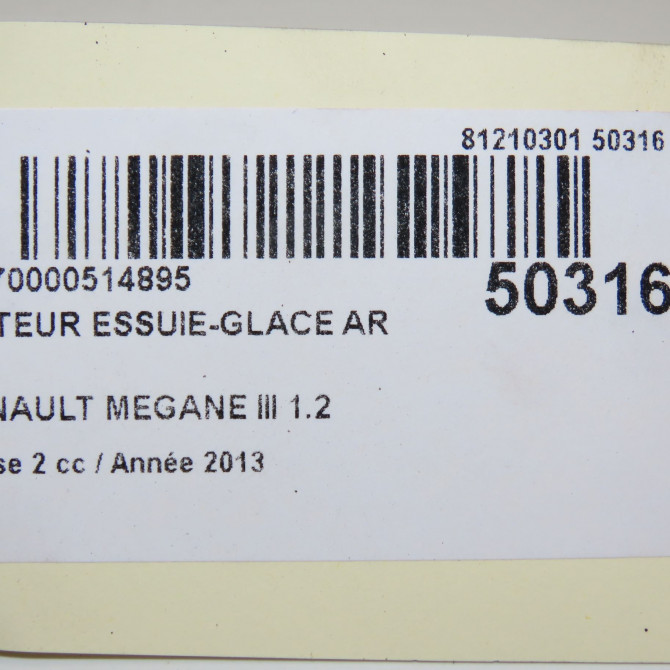 81210301 50316
70000514895
50316
TEUR ESSUIE-GLACE AR
NAULT MEGANE III 1.2
se 2 cc / Année 2013